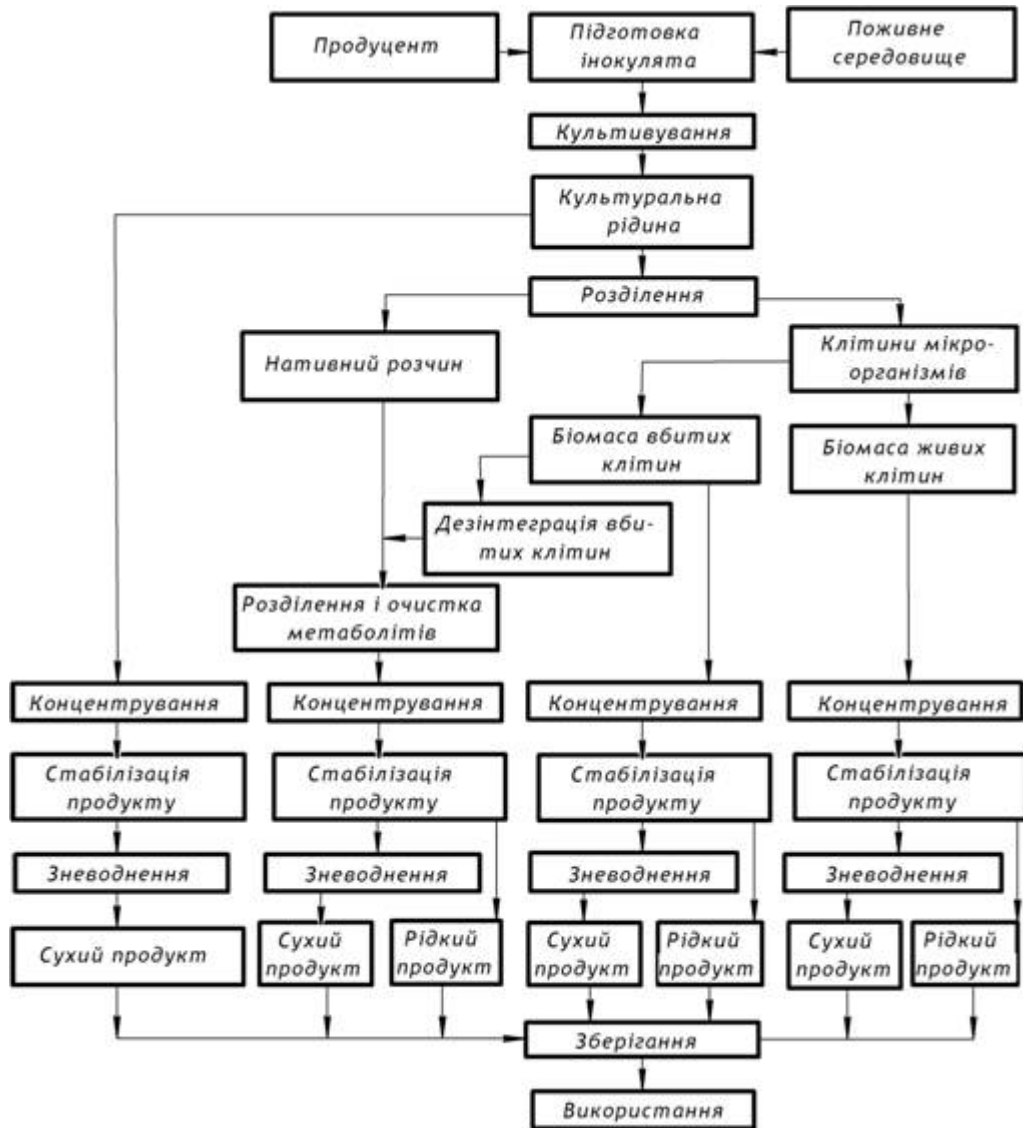 Продуцент
Підготовка
інокулята
Поживне
середовище
Культивування
Культуральна
рідина
Розділення
Нативний розчин
Клітини мікро-
організмів
Біомаса вбитих
клітин
Біомаса живих
клітин
Дезінтеграція вби-
тих клітин
Розділення і очистка
метаболітів
Концентрування
Концентрування
Концентрування
Концентрування
Стабілізація
продукту
Стабілізація
продукту
Стабілізація
продукту
Стабілізація
продукту
Зневоднення
Зневоднення
Зневоднення
Зневоднення
Сухий продукт
Сухий
продукт
Рідкий
продукт
Сухий
продукт
Рідкий
продукт
Сухий
продукт
Рідкий
продукт
Зберігання
Використання